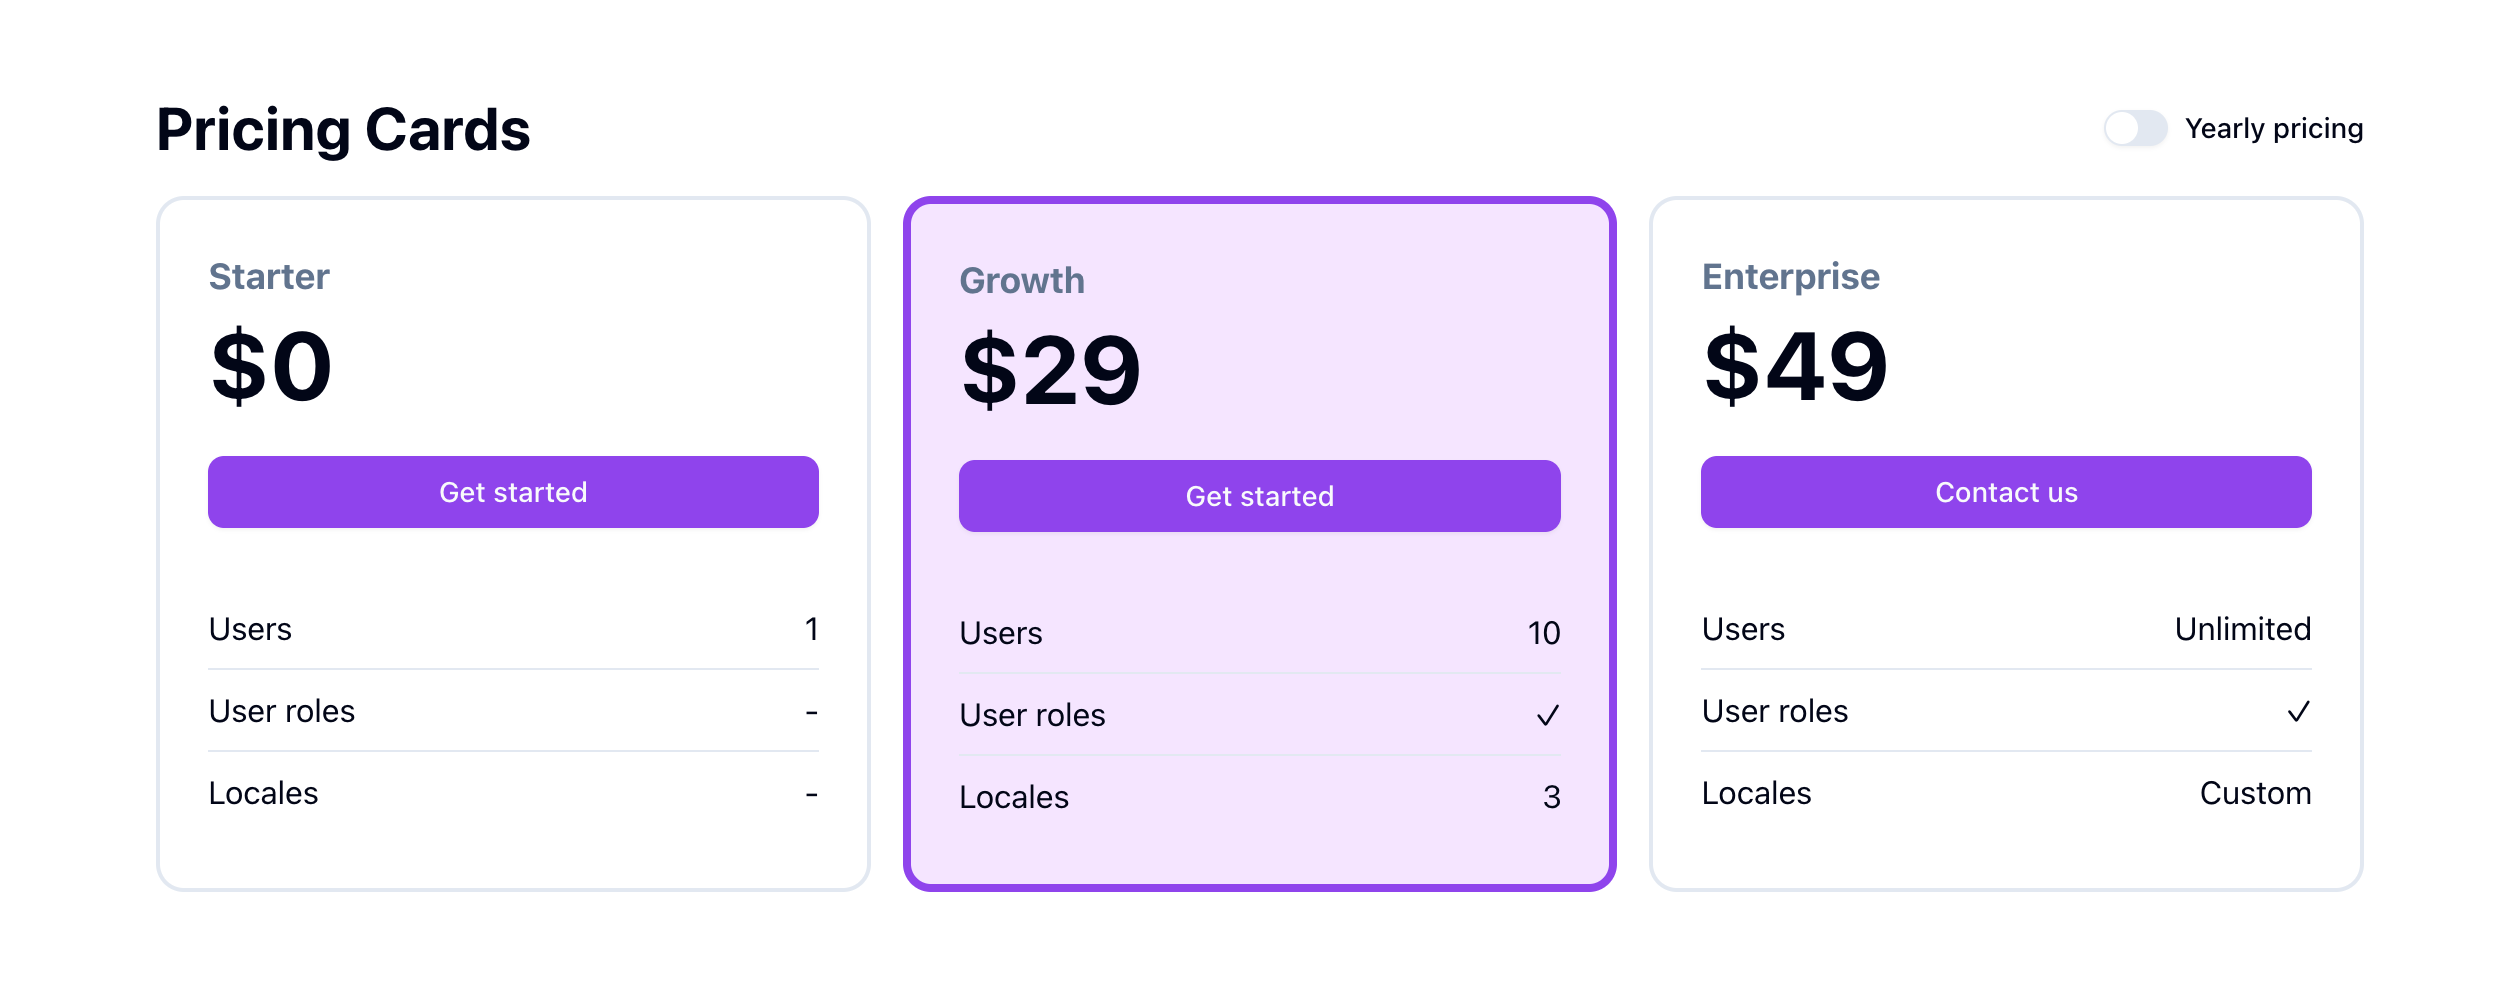 Pricing Cards
Yearly pricing
Starter
$0
Get started
Users 1
User roles -
Locales -
Growth
$29
Get started
Users 10
User roles ✓
Locales 3
Enterprise
$49
Contact us
Users Unlimited
User roles ✓
Locales Custom